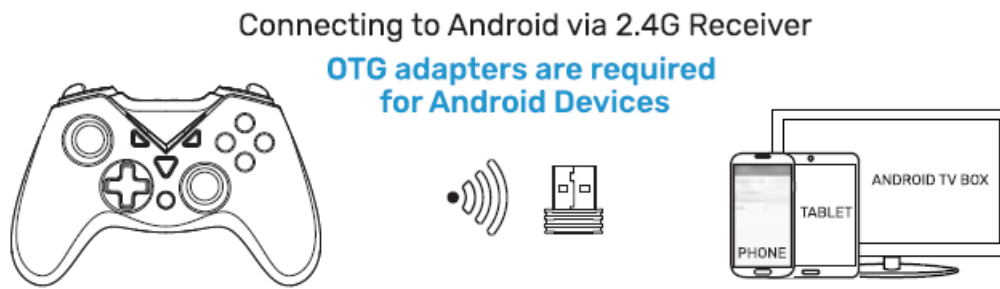 Connecting to Android via 2.4G Receiver
OTG adapters are required
for Android Devices
ANDROID TV BOX
TABLET
PHONE